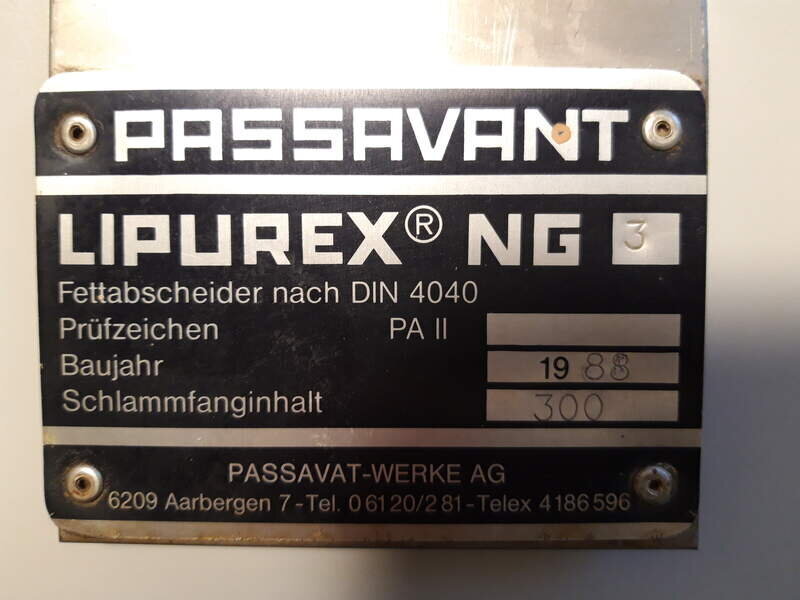 PASSAVANT
LIPUREX® NG 3
Fettabscheider nach DIN 4040
Prüfzeichen PA II
Baujahr 1988
Schlammfanginhalt 300
PASSAVAT-WERKE AG
6209 Aarbergen 7-Tel. 06120/281-Telex 4186596